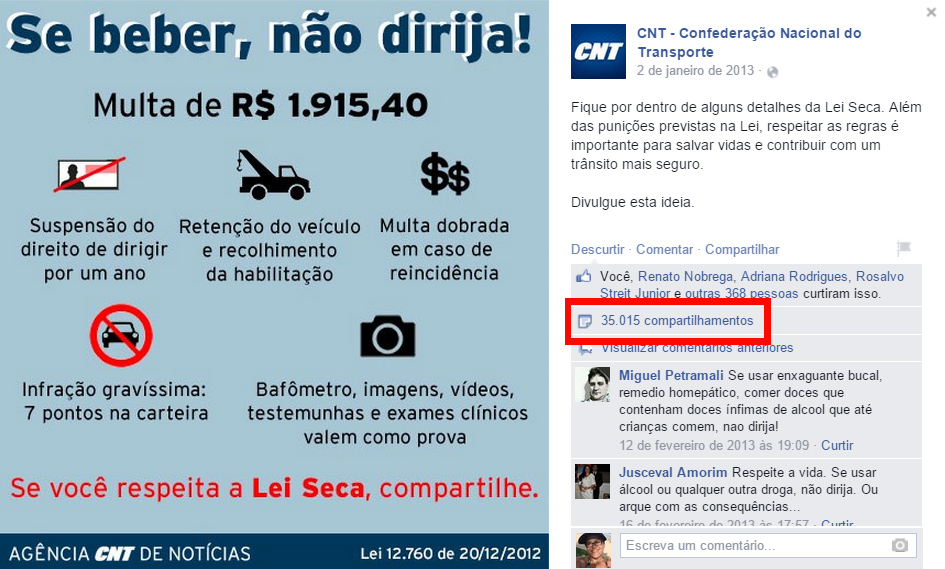 Se beber, não dirija!
Multa de R$ 1.915,40
$$
Suspensão do
direito de dirigir
por um ano
Retenção do veículo
e recolhimento
da habilitação
Multa dobrada
em caso de
reincidência
Infração gravíssima:
7 pontos na carteira
Bafômetro, imagens, vídeos,
testemunhas e exames clínicos
valem como prova
Se você respeita a Lei Seca, compartilhe.
AGÊNCIA CNT DE NOTÍCIAS
Lei 12.760 de 20/12/2012
CNT
CNT - Confederação Nacional do
Transporte
2 de janeiro de 2013 ·
Fique por dentro de alguns detalhes da Lei Seca. Além
das punições previstas na Lei, respeitar as regras é
importante para salvar vidas e contribuir com um
trânsito mais seguro.
Divulgue esta ideia.
Descurtir · Comentar · Compartilhar
Você, Renato Nobrega, Adriana Rodrigues, Rosalvo
Streit Junior e outras 368 pessoas curtiram isso.
35.015 compartilhamentos
Visualizar comentários anteriores
Miguel Petramali Se usar enxaguante bucal,
remedio homepático, comer doces que
contenham doces ínfimas de alcool que até
crianças comem, nao dirija!
12 de fevereiro de 2013 às 19:09 · Curtir
Jusceval Amorim Respeite a vida. Se usar
álcool ou qualquer outra droga, não dirija. Ou
arque com as consequências...
16 de fevereiro de 2013 às 17:57 · Curtir
Escreva um comentário...